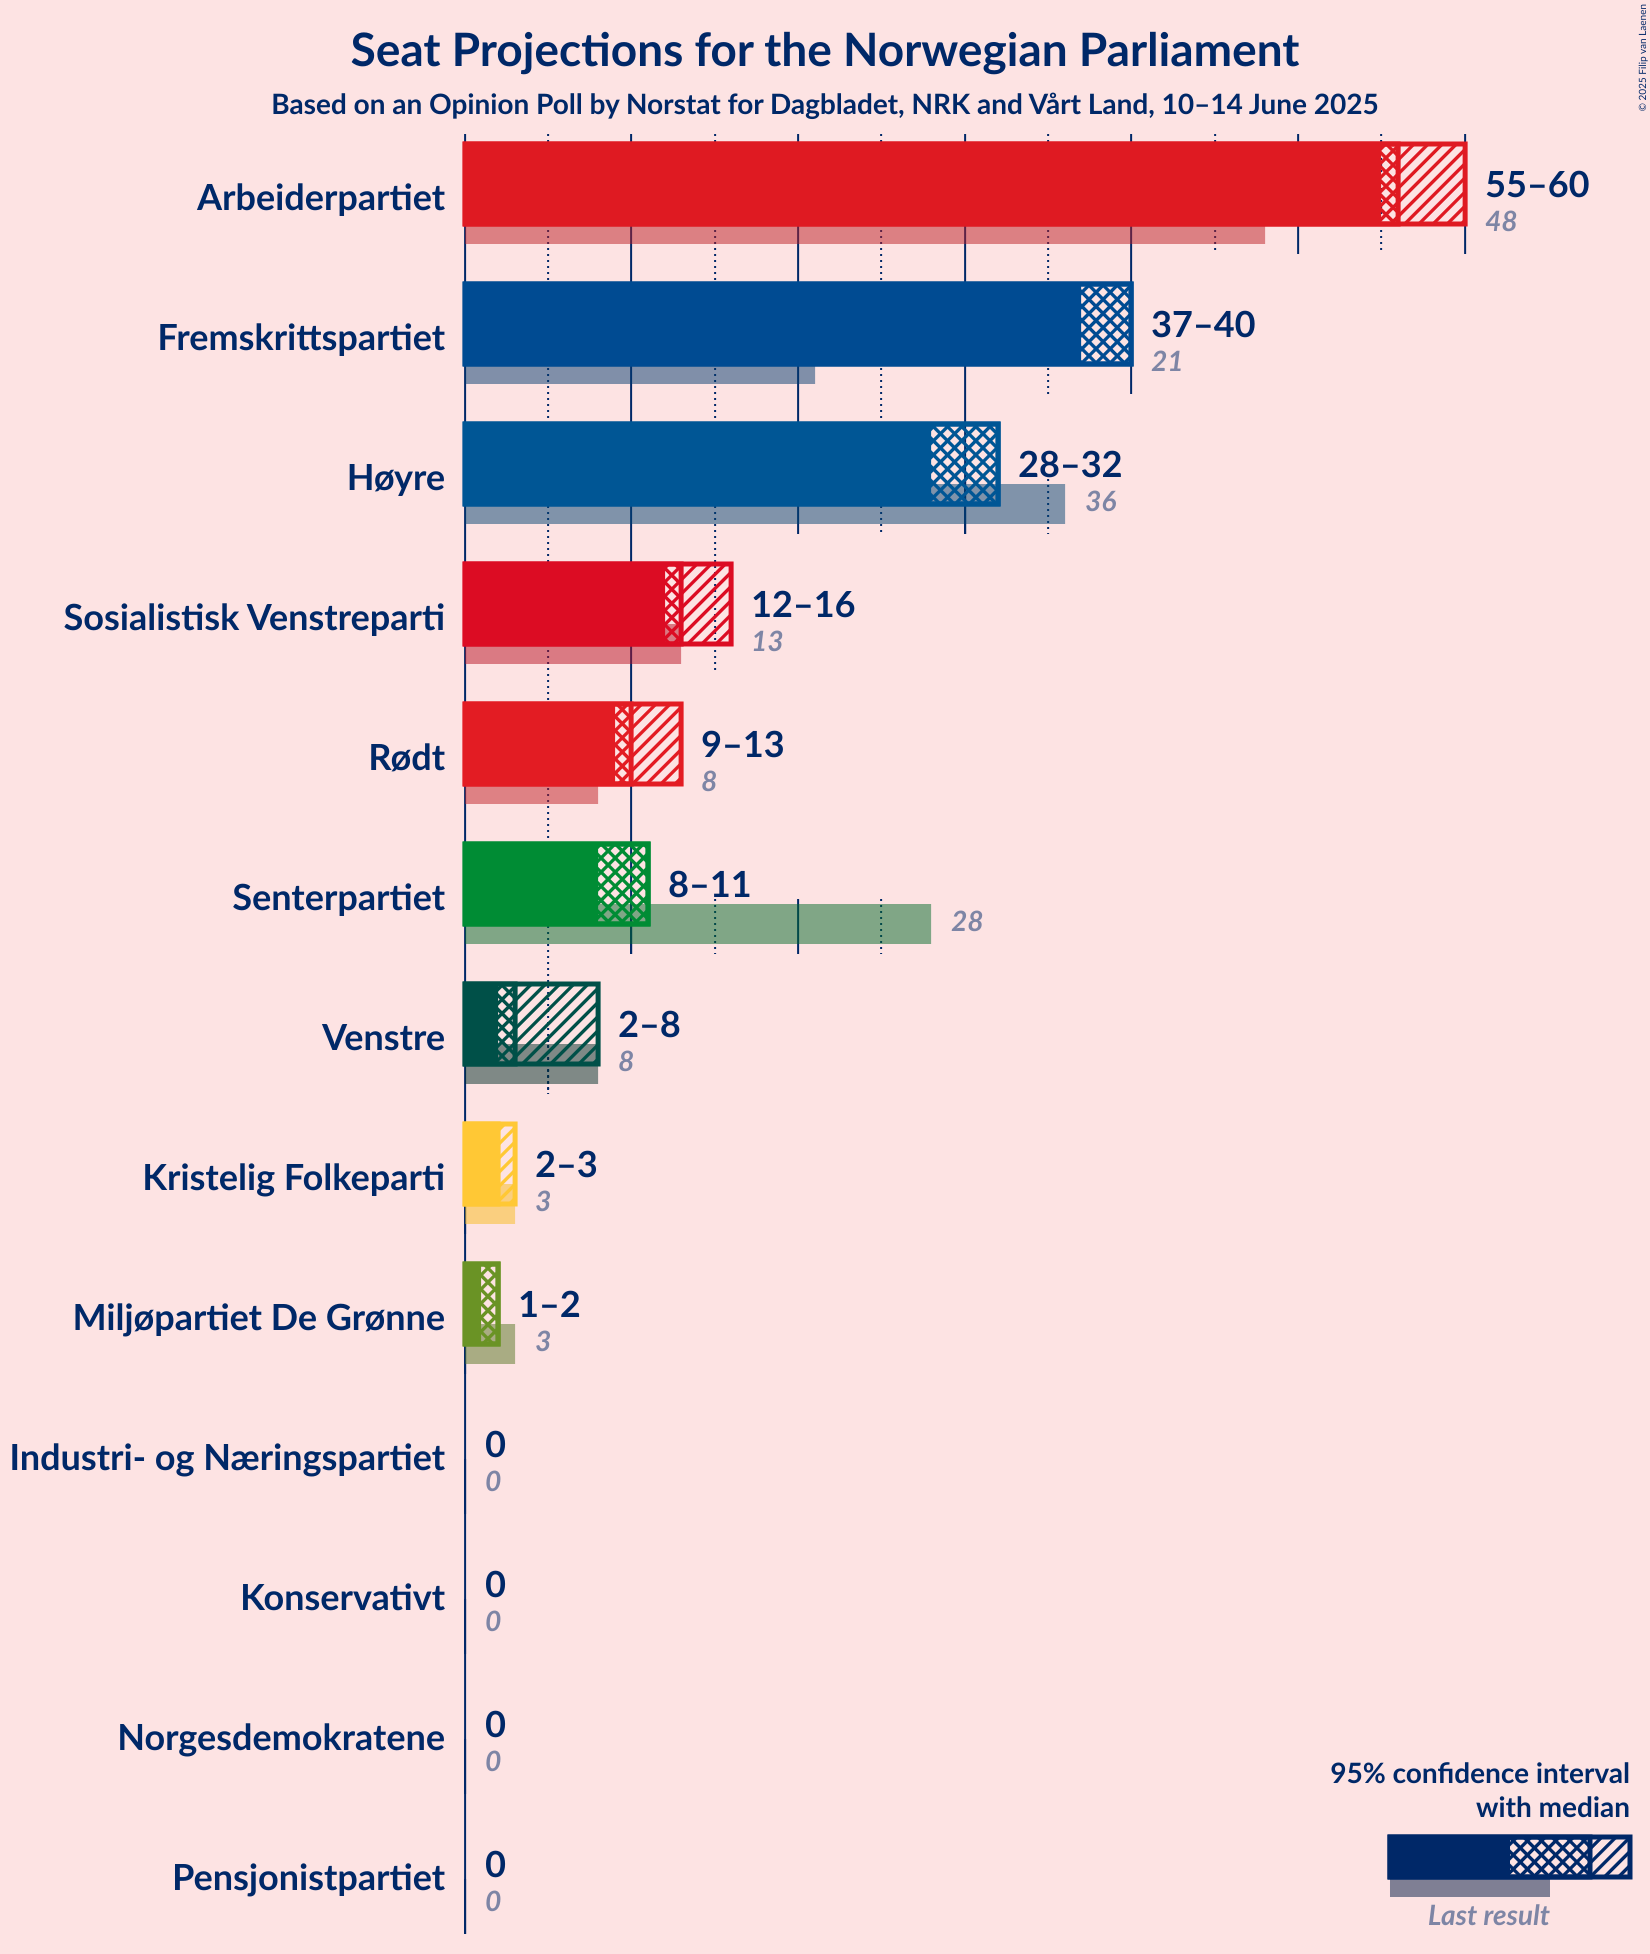 Seat Projections for the Norwegian Parliament
Based on an Opinion Poll by Norstat for Dagbladet, NRK and Vårt Land, 10–14 June 2025
© 2025 Filip van Laenen
Arbeiderpartiet
55–60
48
Fremskrittspartiet
37–40
21
Høyre
28–32
36
Sosialistisk Venstreparti
12–16
13
Rødt
9–13
8
Senterpartiet
8–11
28
Venstre
2–8
8
Kristelig Folkeparti
2–3
3
Miljøpartiet De Grønne
1–2
3
Industri- og Næringspartiet
0
0
Konservativt
0
0
Norgesdemokratene
0
0
Pensjonistpartiet
0
0
95% confidence interval
with median
Last result